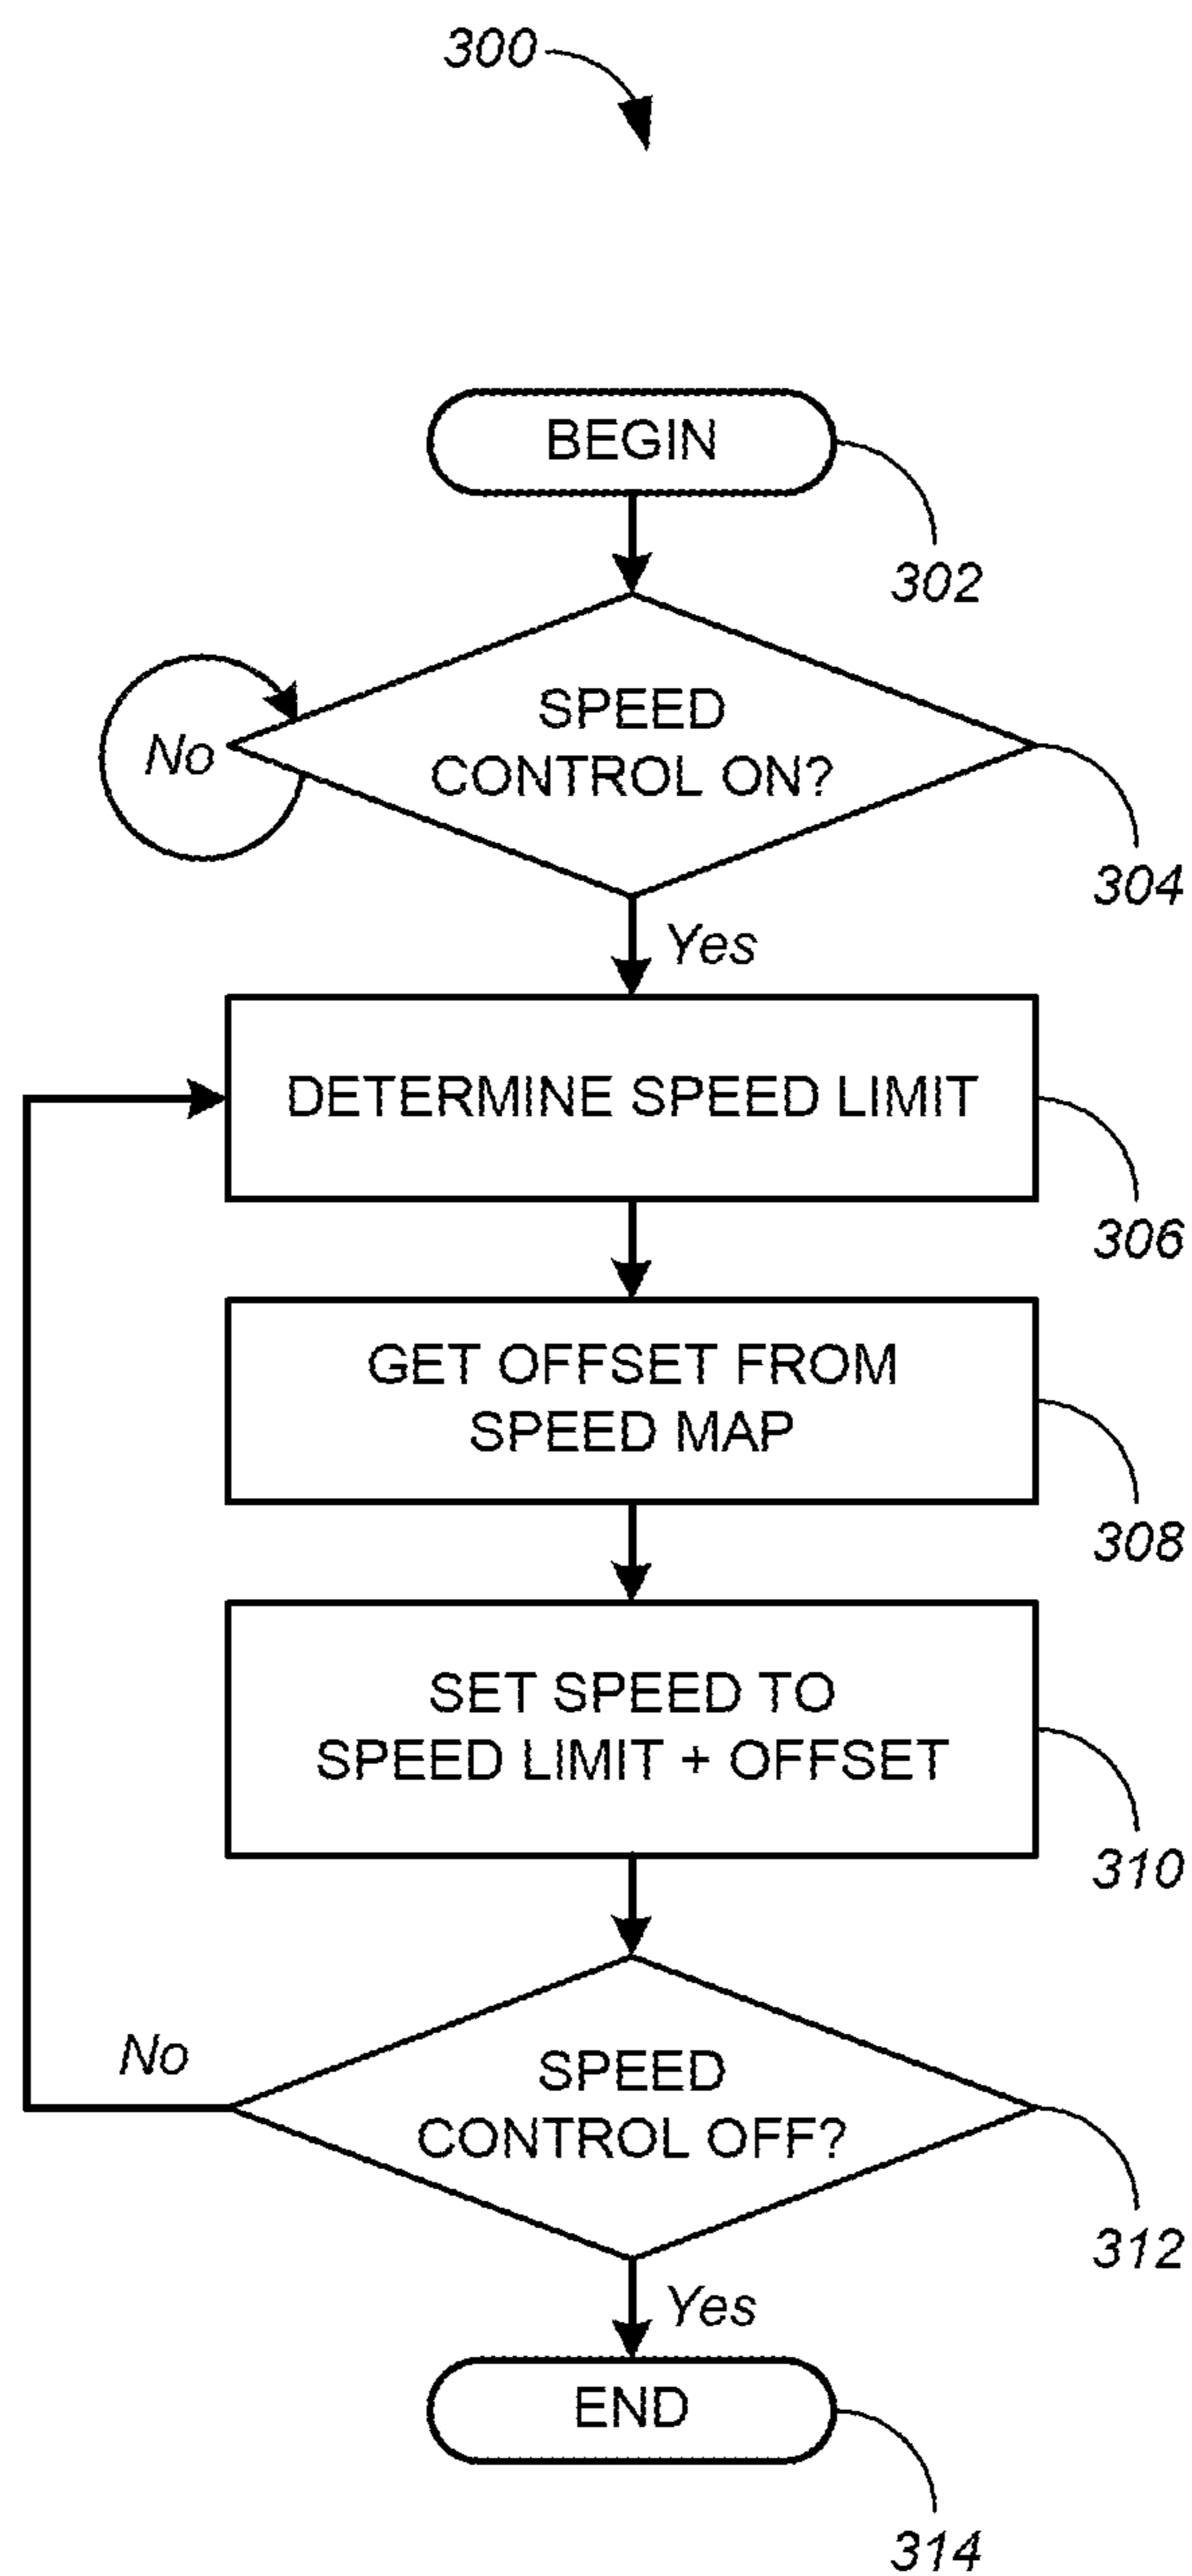 300
BEGIN
302
SPEED
CONTROL ON?
No
304
Yes
DETERMINE SPEED LIMIT
306
GET OFFSET FROM
SPEED MAP
308
SET SPEED TO
SPEED LIMIT + OFFSET
310
No
SPEED
CONTROL OFF?
312
Yes
END
314